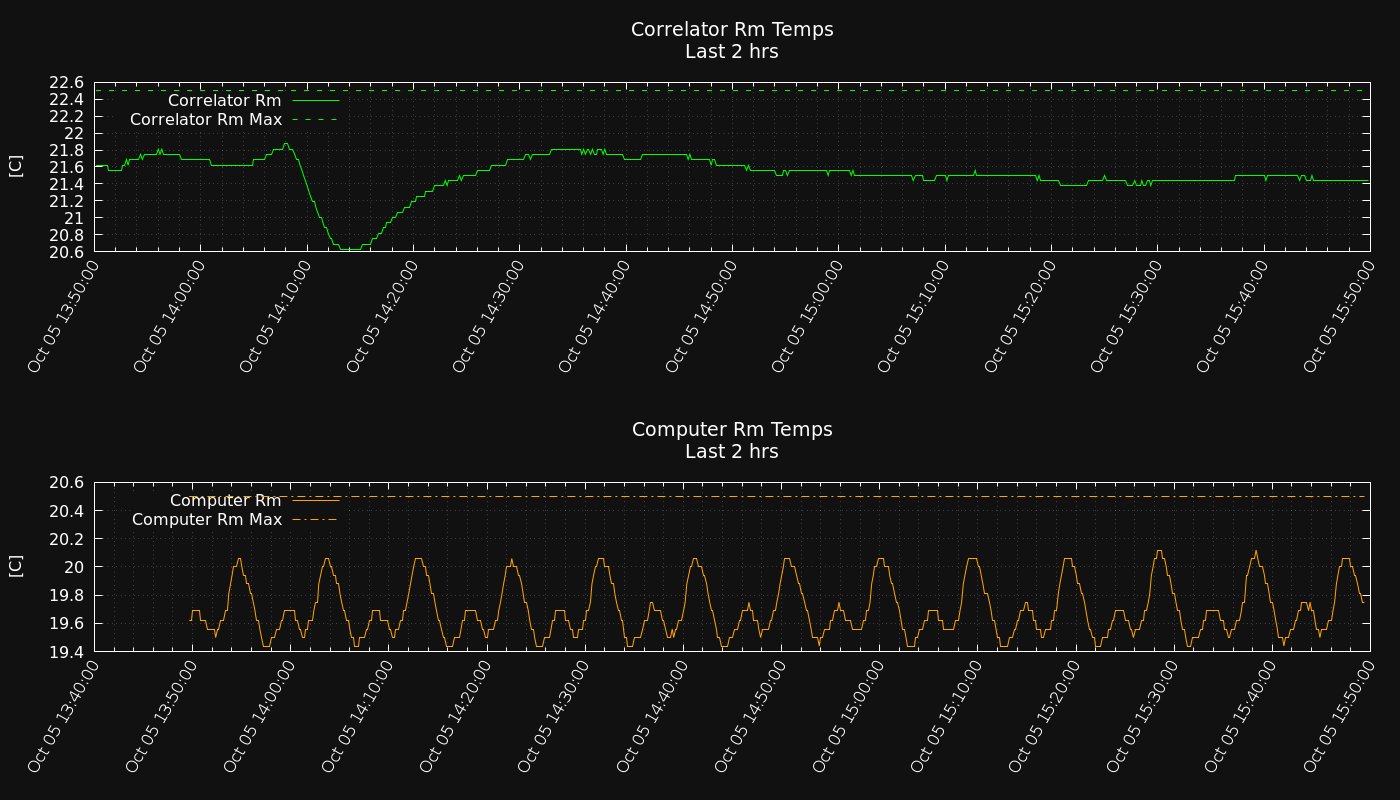 Correlator Rm Temps
Last 2 hrs
22.6
22.4
22.2
22
21.8
21.6
21.4
21.2
21
20.8
20.6
[C]
Correlator Rm
Correlator Rm Max
Oct 05 13:50:00
Oct 05 14:00:00
Oct 05 14:10:00
Oct 05 14:20:00
Oct 05 14:30:00
Oct 05 14:40:00
Oct 05 14:50:00
Oct 05 15:00:00
Oct 05 15:10:00
Oct 05 15:20:00
Oct 05 15:30:00
Oct 05 15:40:00
Oct 05 15:50:00
Computer Rm Temps
Last 2 hrs
20.6
20.4
20.2
20
19.8
19.6
19.4
[C]
Computer Rm
Computer Rm Max
Oct 05 13:40:00
Oct 05 13:50:00
Oct 05 14:00:00
Oct 05 14:10:00
Oct 05 14:20:00
Oct 05 14:30:00
Oct 05 14:40:00
Oct 05 14:50:00
Oct 05 15:00:00
Oct 05 15:10:00
Oct 05 15:20:00
Oct 05 15:30:00
Oct 05 15:40:00
Oct 05 15:50:00